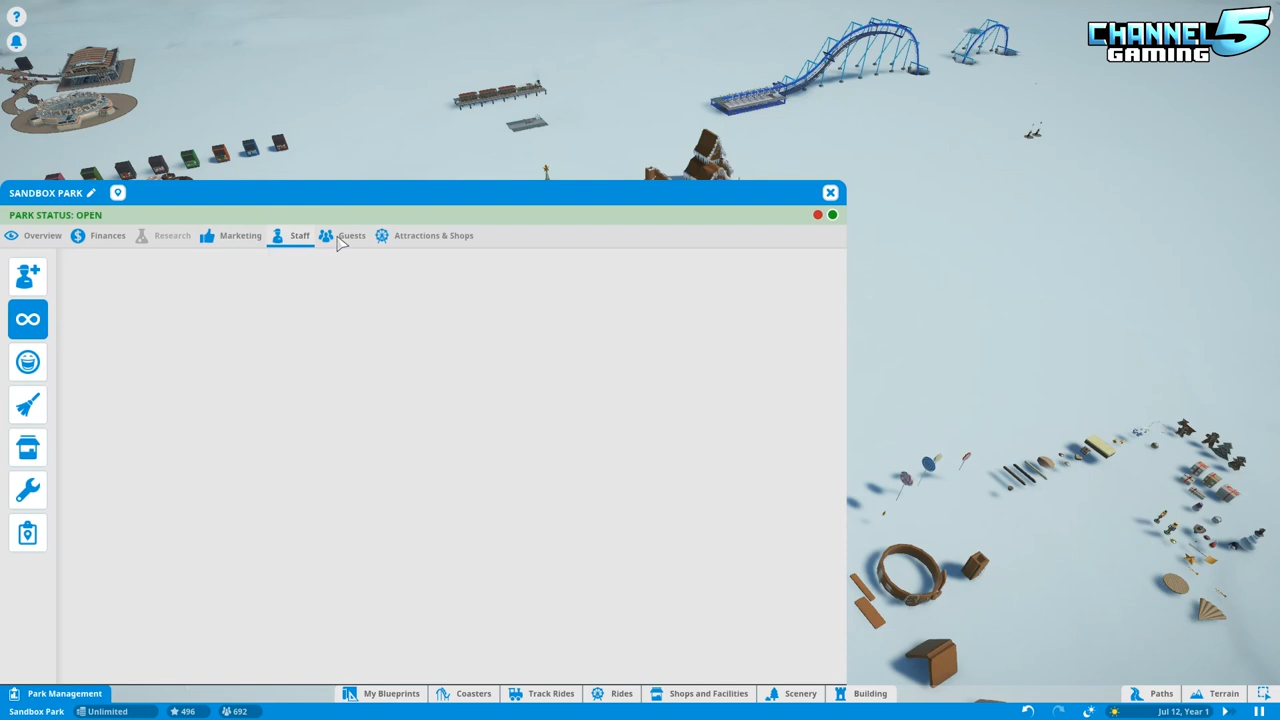 ?
CHANNEL 5
GAMING
SANDBOX PARK
PARK STATUS: OPEN
Overview Finances Research Marketing Staff Guests Attractions & Shops
Park Management My Blueprints Coasters Track Rides Rides Shops and Facilities Scenery Building Paths Terrain
Sandbox Park Unlimited 496 692 Jul 12, Year 1